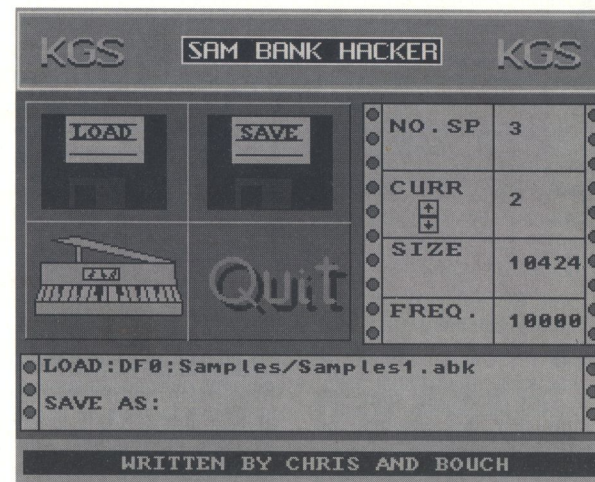 KGS SAM BANK HACKER KGS
LOAD
SAVE
NO.SP 3
CURR 2
SIZE 10424
FREQ. 10000
Quit
LOAD:DF0:Samples/Samples1.abk
SAVE AS:
WRITTEN BY CHRIS AND BOUCH